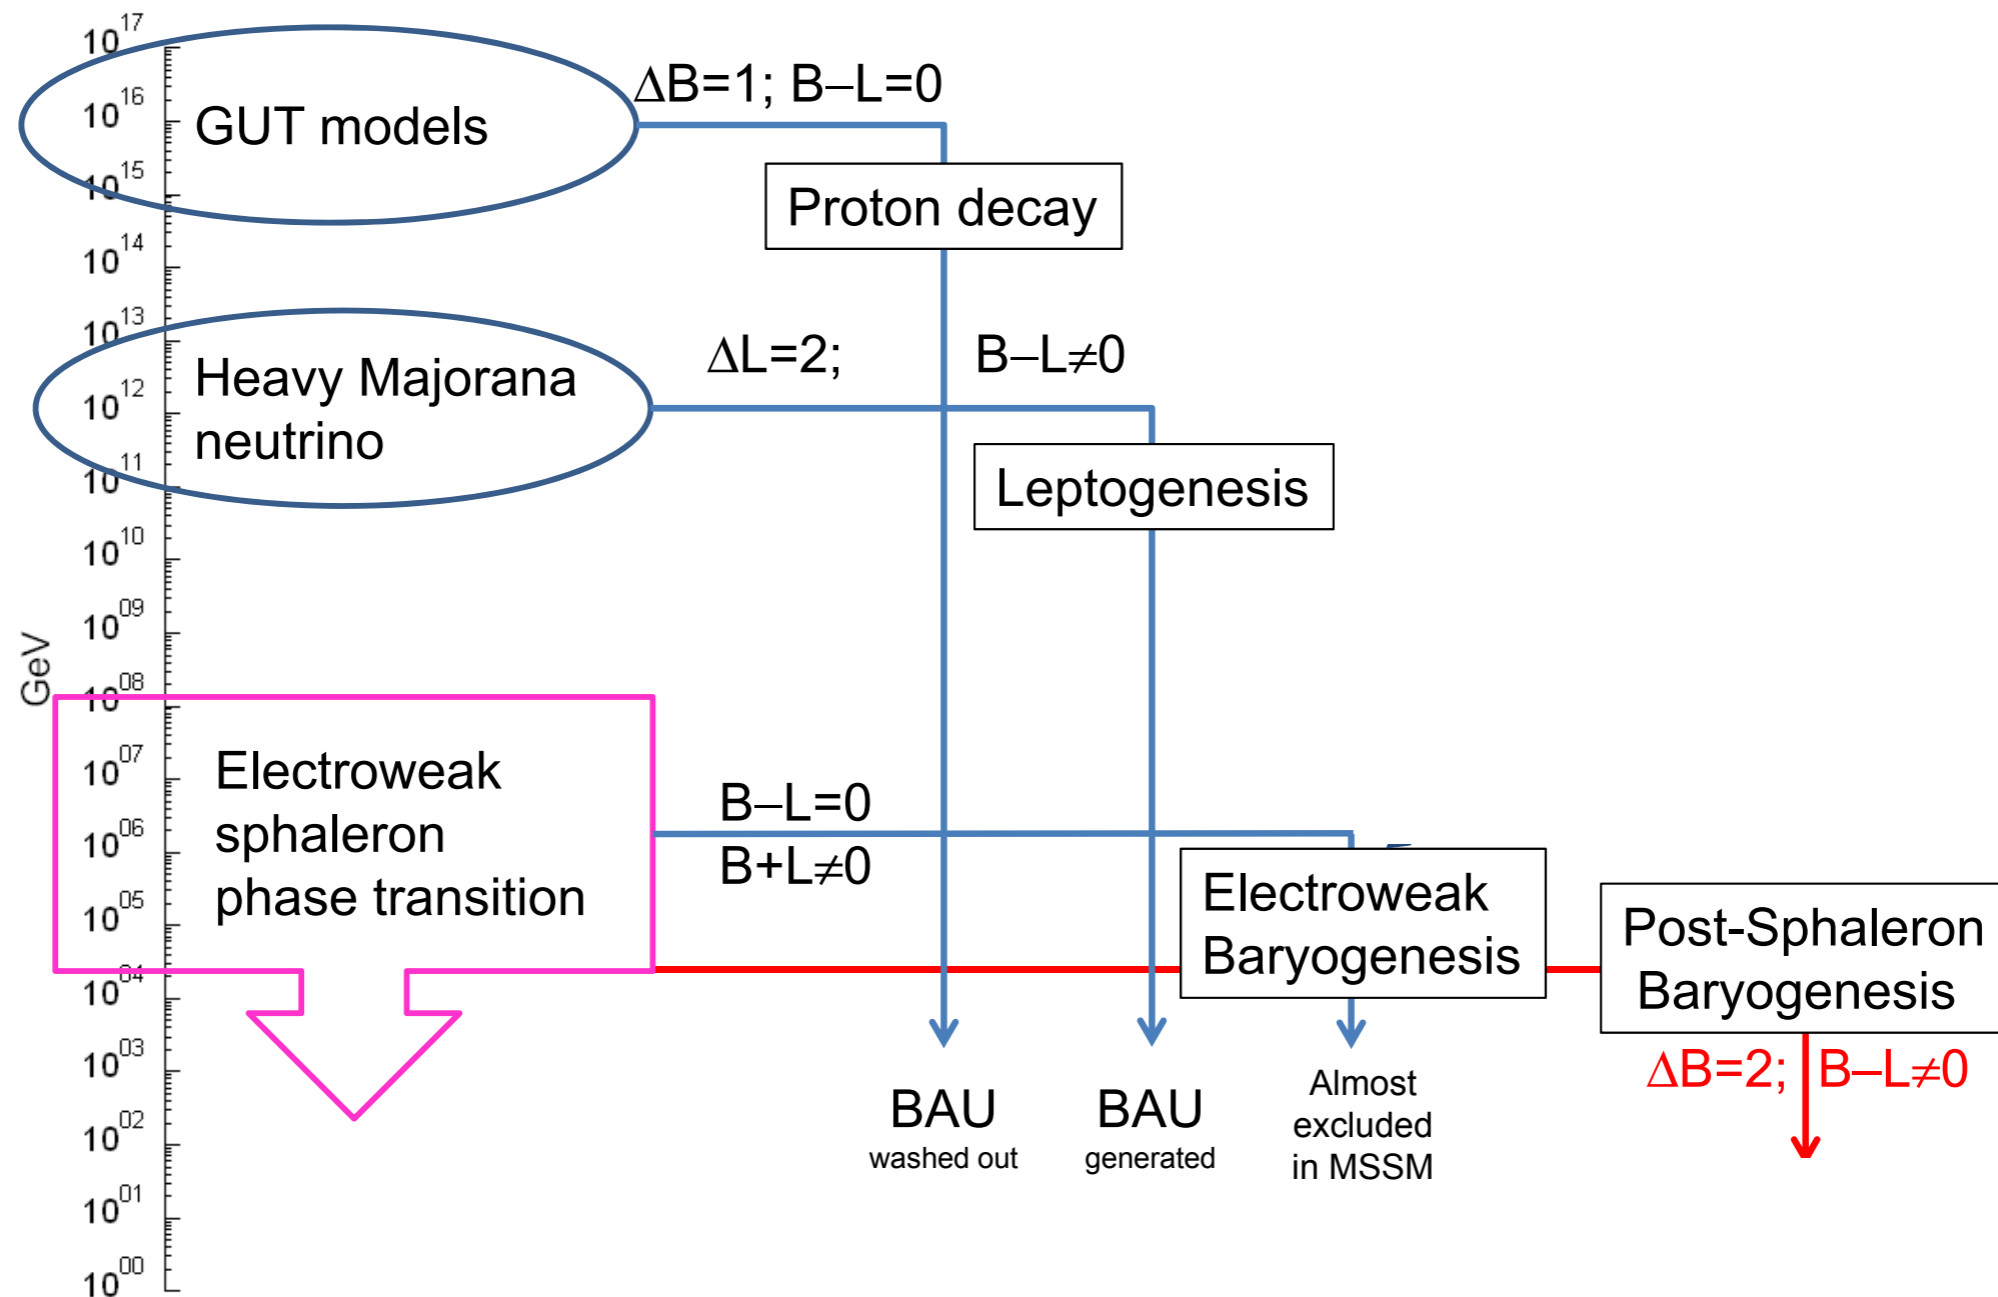 10^17
10^16
10^15
10^14
10^13
10^12
10^11
10^10
10^09
10^08
10^07
10^06
10^05
10^04
10^03
10^02
10^01
10^00
GeV
GUT models
ΔB=1; B–L=0
Proton decay
Heavy Majorana
neutrino
ΔL=2; B–L≠0
Leptogenesis
Electroweak
sphaleron
phase transition
B–L=0
B+L≠0
Electroweak
Baryogenesis
Post-Sphaleron
Baryogenesis
ΔB=2; B–L≠0
BAU
washed out
BAU
generated
Almost
excluded
in MSSM